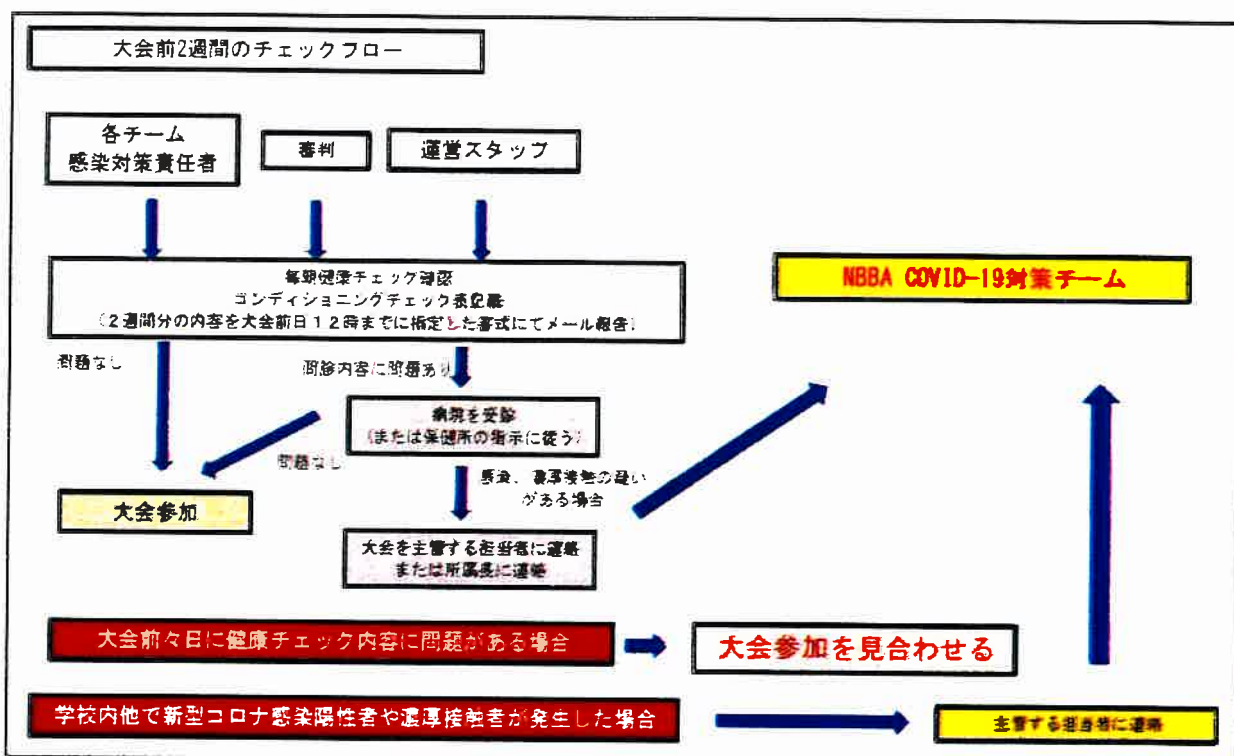 大会前2週間のチェックフロー
各チーム
感染対策責任者
審判
運営スタッフ
毎朝健康チェック確認
コンディショニングチェック表記載
(2週間分の内容を大会前日12時までに指定した書式にてメール報告)
NBBA COVID-19対策チーム
問題なし
問診内容に問題あり
病院を受診
(または保健所の指示に従う)
問題なし
感染、濃厚接触の疑い
がある場合
大会参加
大会を主管する担当者に連絡
または所属長に連絡
大会前々日に健康チェック内容に問題がある場合
大会参加を見合わせる
学校内他で新型コロナ感染陽性者や濃厚接触者が発生した場合
主管する担当者に連絡